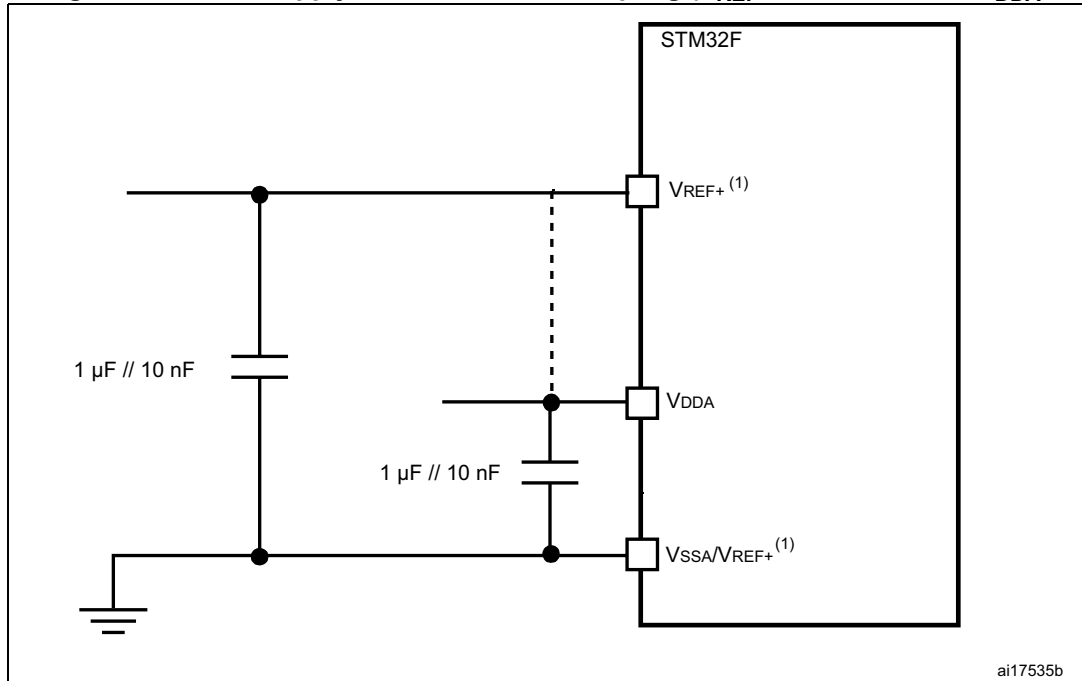 STM32F
VREF+ (1)
1 µF // 10 nF
VDDA
1 µF // 10 nF
VSSA/VREF+ (1)
ai17535b